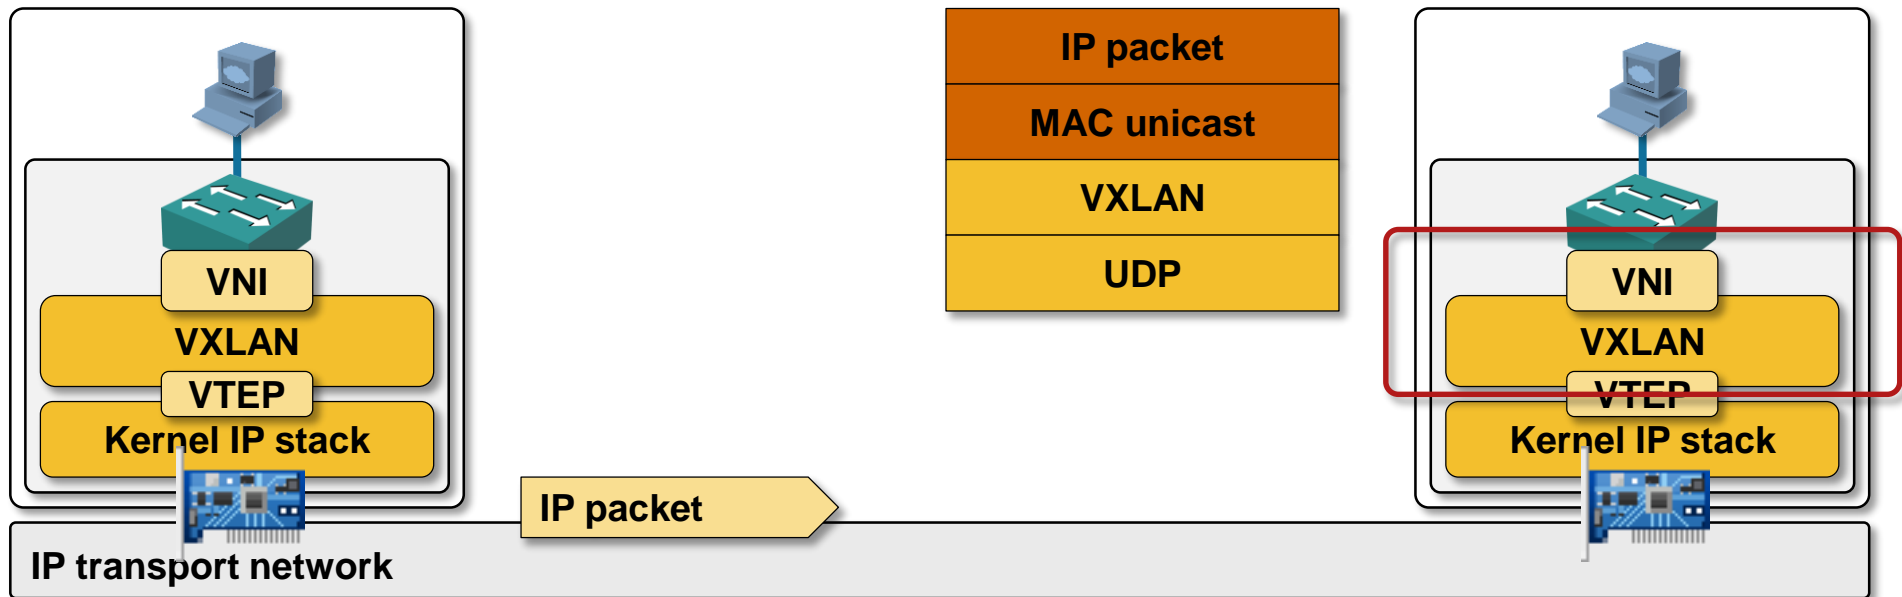 VNI
VXLAN
VTEP
Kernel IP stack
IP packet
MAC unicast
VXLAN
UDP
VNI
VXLAN
VTEP
Kernel IP stack
IP packet
IP transport network